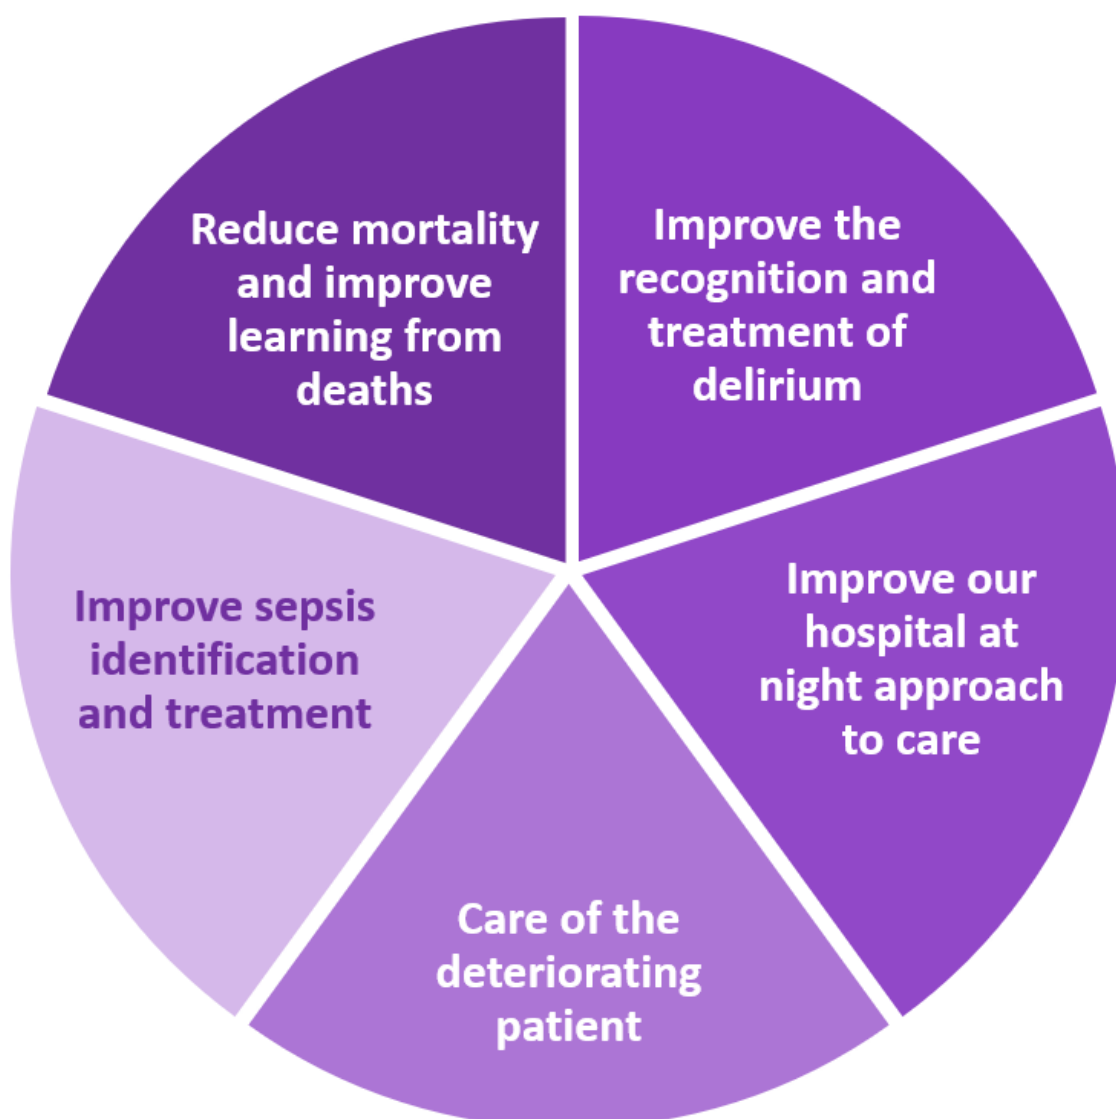 Reduce mortality
and improve
learning from
deaths
Improve the
recognition and
treatment of
delirium
Improve our
hospital at
night approach
to care
Care of the
deteriorating
patient
Improve sepsis
identification
and treatment